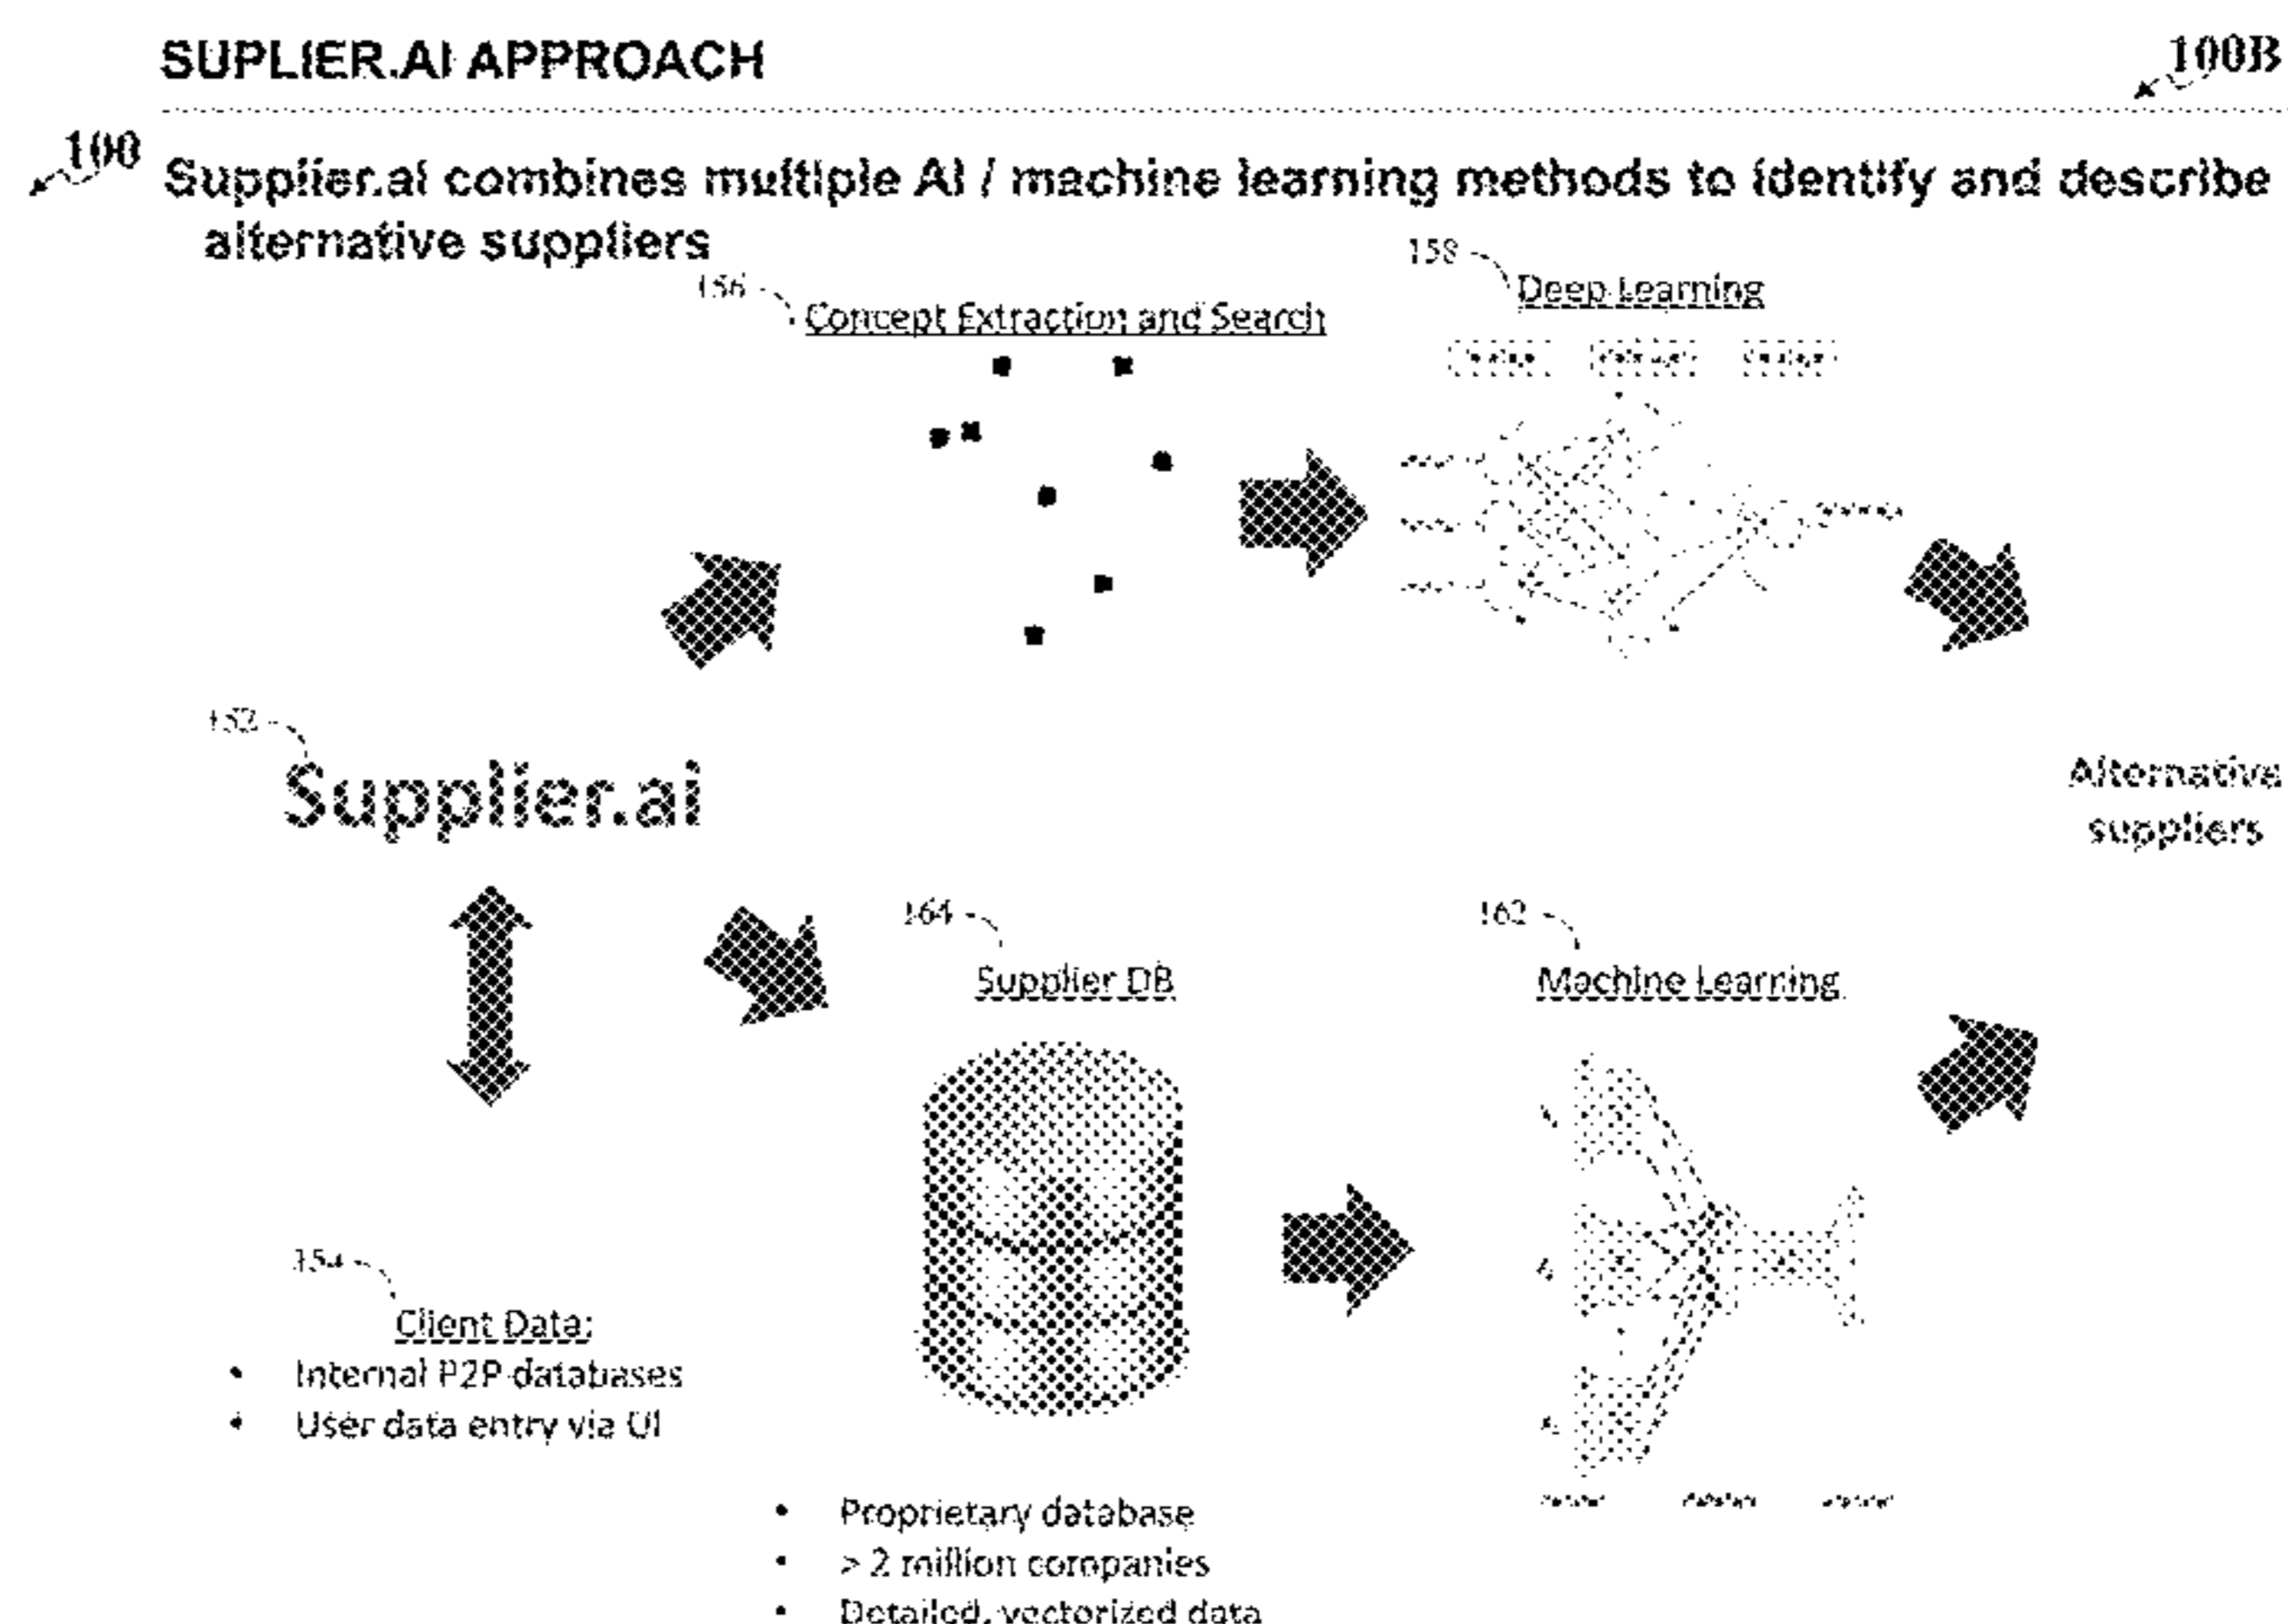 SUPLIER.AI APPROACH
100B
100
Supplier.ai combines multiple AI / machine learning methods to identify and describe
alternative suppliers
156
Concept Extraction and Search
158
Deep Learning
152
Supplier.ai
Alternative
suppliers
164
Supplier DB
162
Machine Learning
154
Client Data:
• Internal P2P databases
• User data entry via UI
• Proprietary database
• > 2 million companies
• Detailed, vectorized data